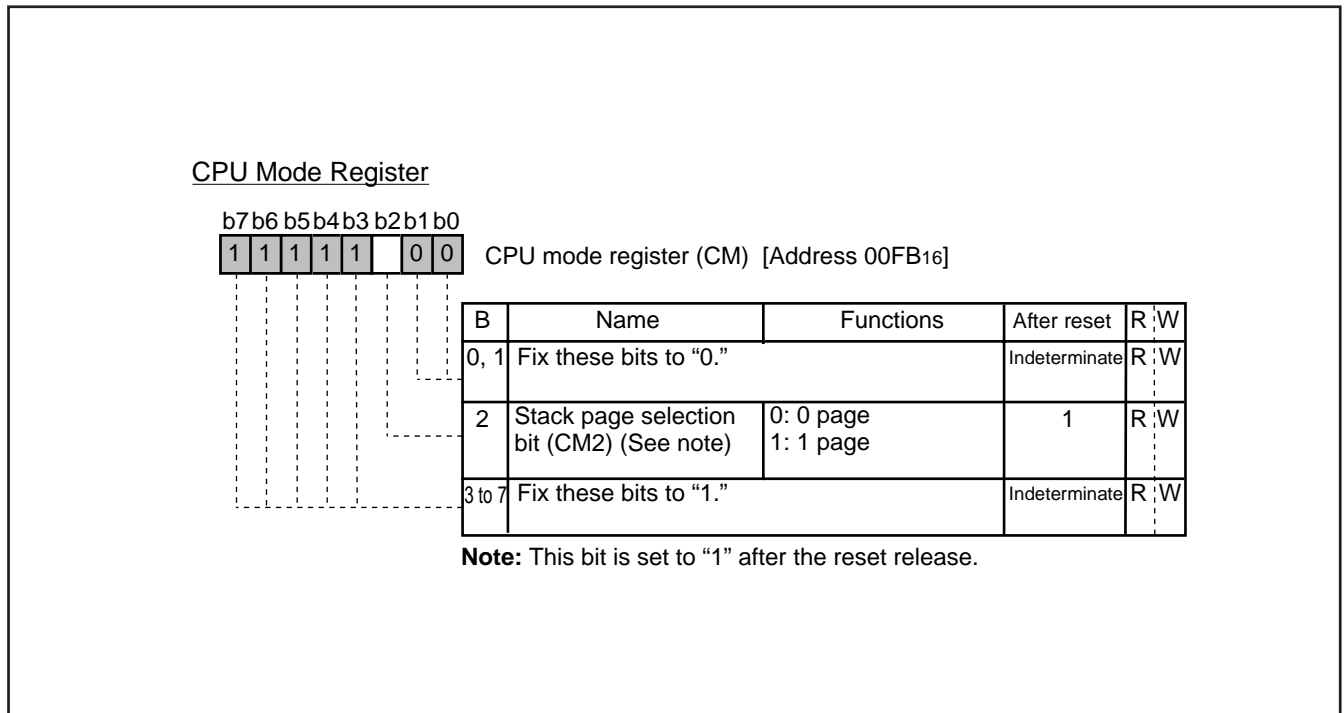 CPU Mode Register
b7 b6 b5 b4 b3 b2 b1 b0
1 1 1 1 1 0 0 CPU mode register (CM) [Address 00FB16]
B Name Functions After reset R W
0, 1 Fix these bits to “0.” Indeterminate R W
2 Stack page selection bit (CM2) (See note) 0: 0 page 1: 1 page 1 R W
3 to 7 Fix these bits to “1.” Indeterminate R W
Note: This bit is set to “1” after the reset release.